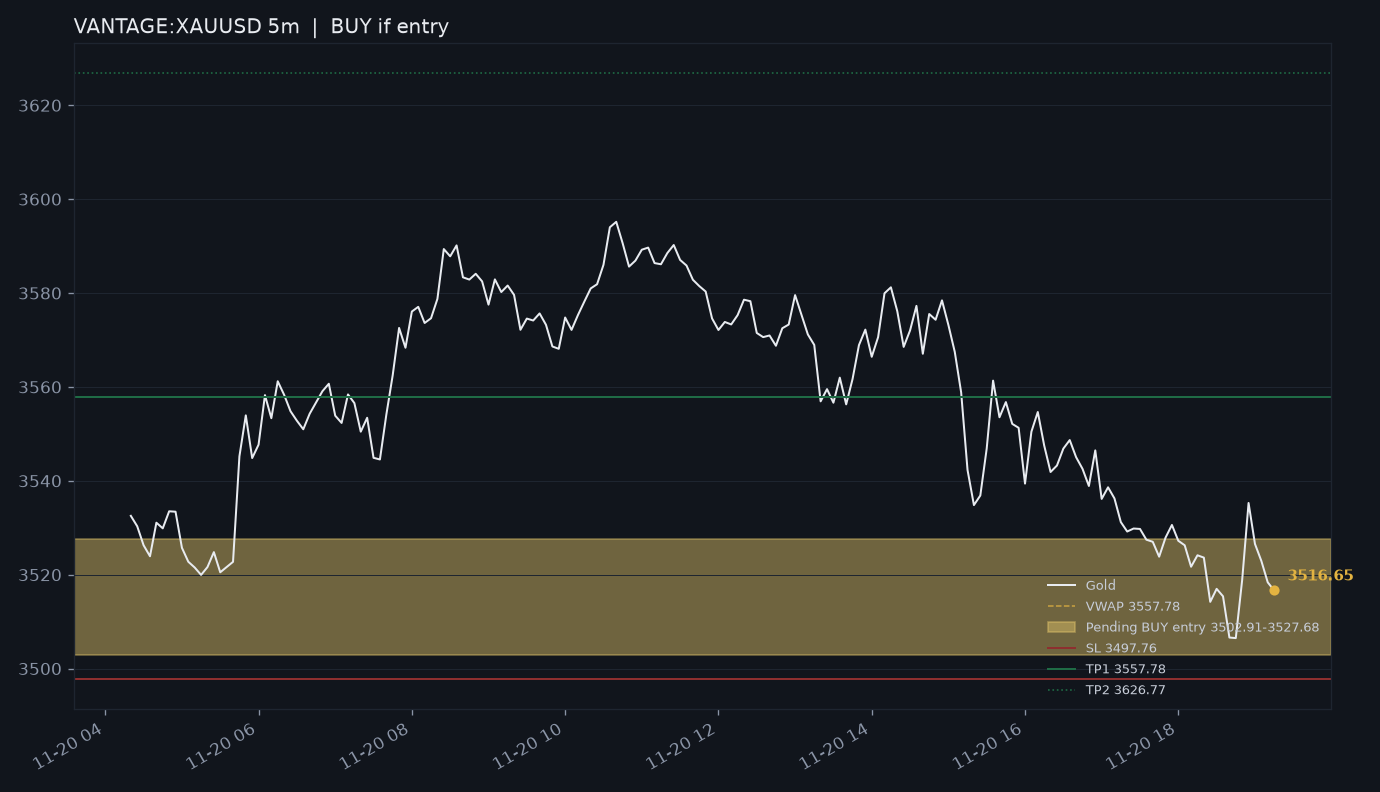 VANTAGE:XAUUSD 5m | BUY if entry
3620
3600
3580
3560
3540
3520
3500
3516.65
Gold
VWAP 3557.78
Pending BUY entry 3502.91-3527.68
SL 3497.76
TP1 3557.78
TP2 3626.77
11-20 04
11-20 06
11-20 08
11-20 10
11-20 12
11-20 14
11-20 16
11-20 18